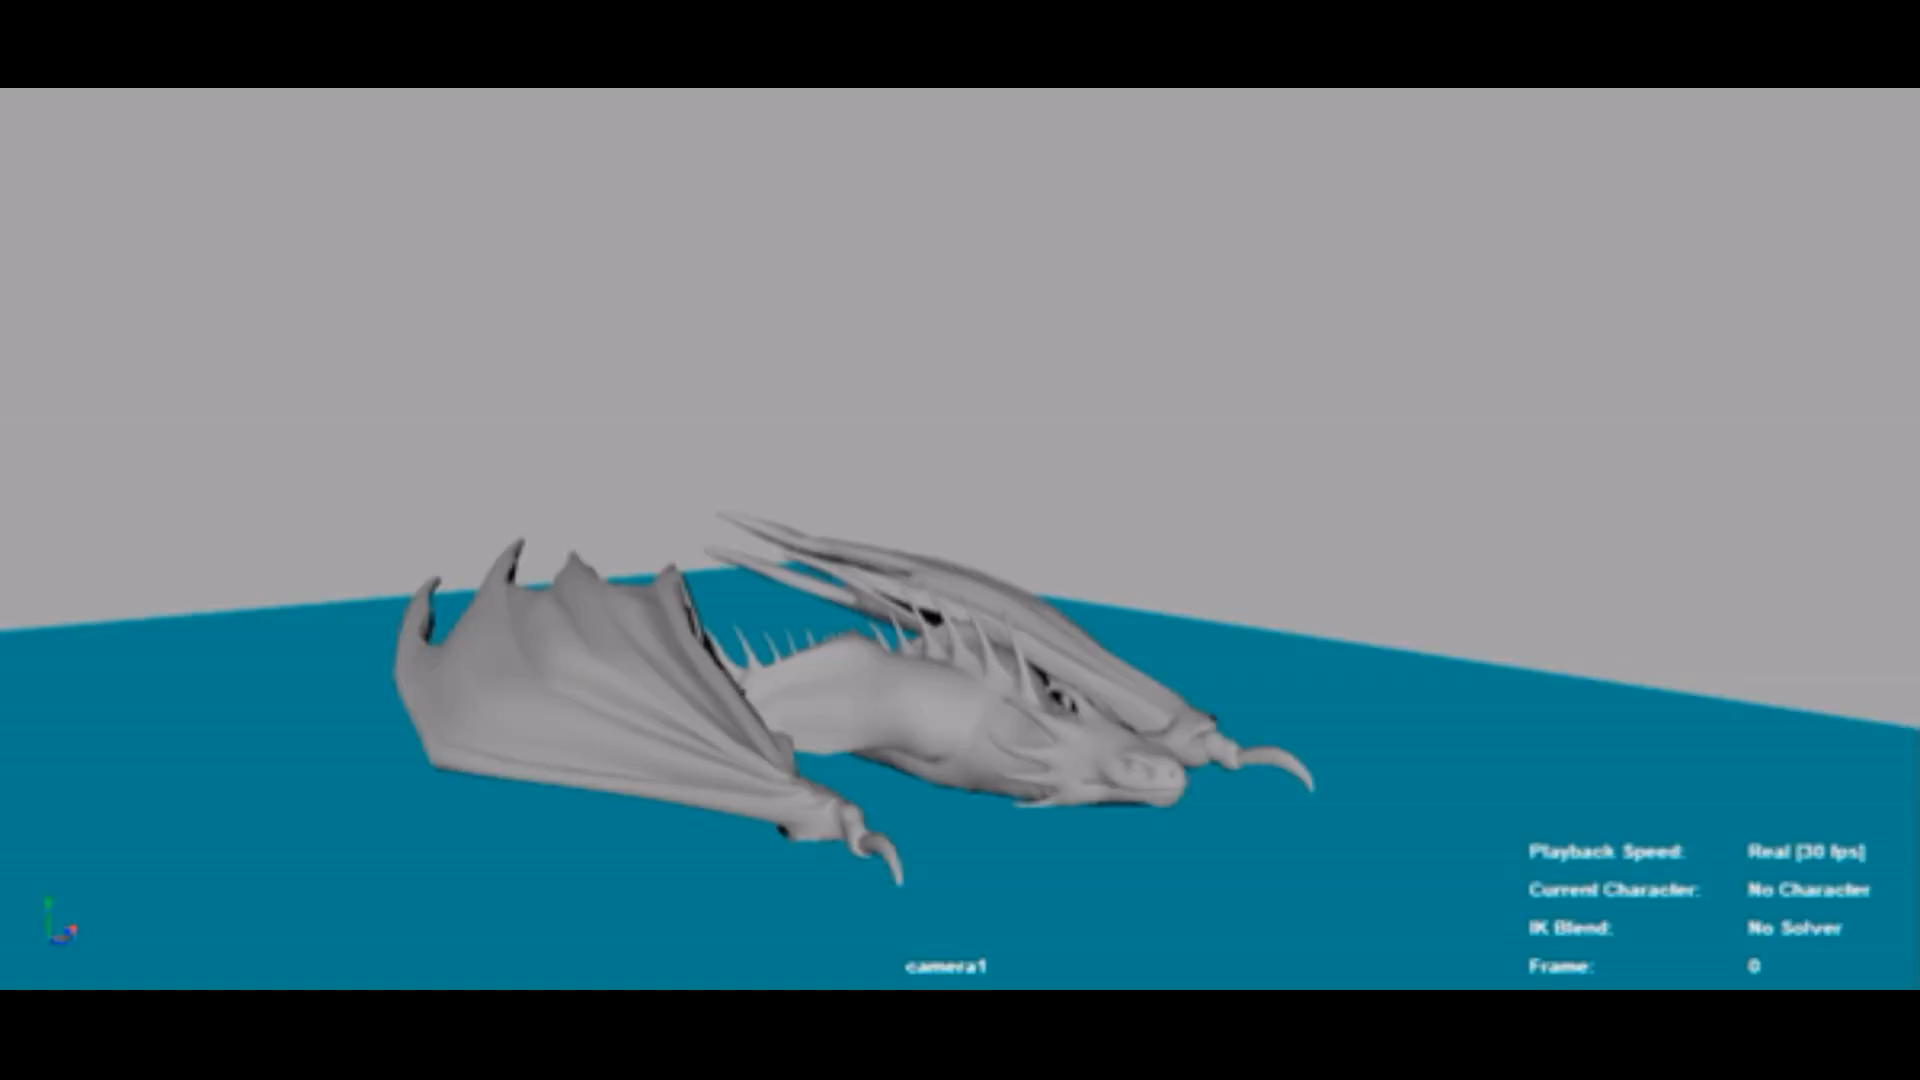 Playback Speed: Real [30 fps]
Current Character: No Character
IK Blend: No Solver
Frame: 0
camera1